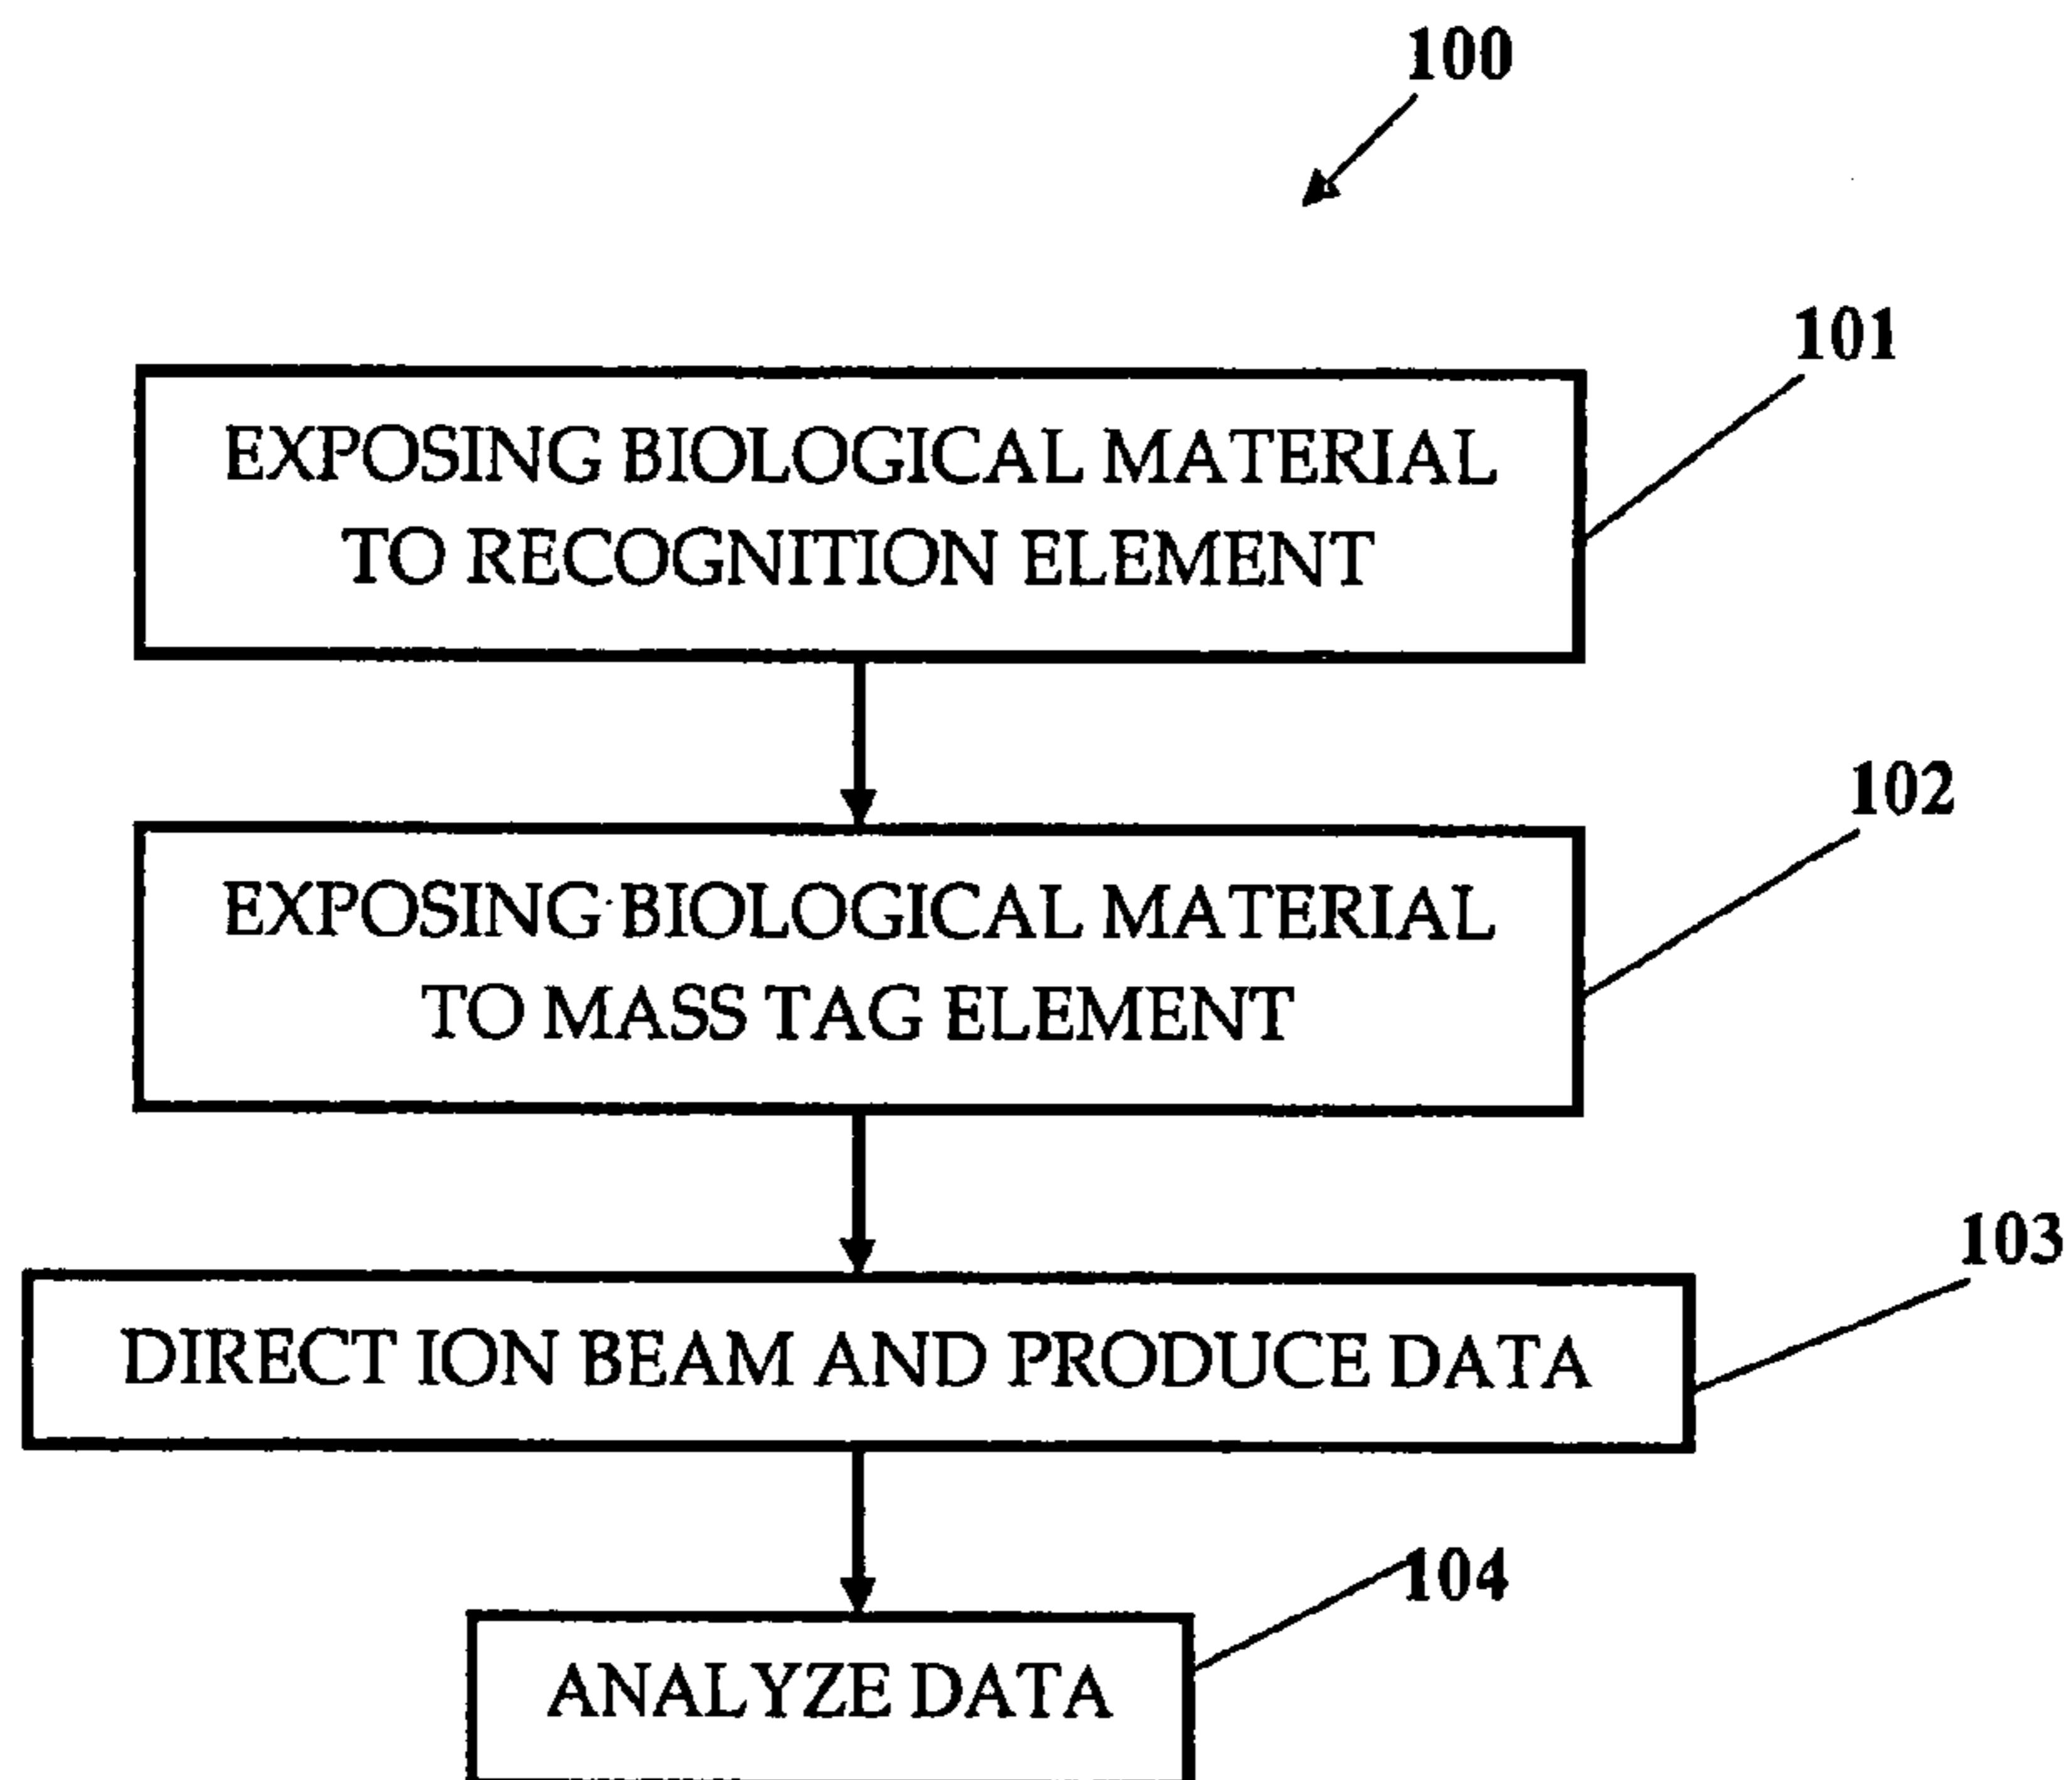 100
101
EXPOSING BIOLOGICAL MATERIAL
TO RECOGNITION ELEMENT
102
EXPOSING BIOLOGICAL MATERIAL
TO MASS TAG ELEMENT
103
DIRECT ION BEAM AND PRODUCE DATA
104
ANALYZE DATA